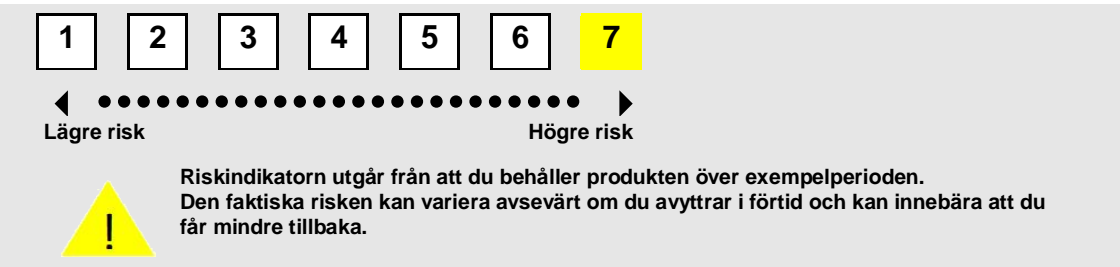 1 2 3 4 5 6 7
Lägre risk Högre risk
Riskindikatorn utgår från att du behåller produkten över exempelperioden.
Den faktiska risken kan variera avsevärt om du avyttrar i förtid och kan innebära att du
får mindre tillbaka.
!